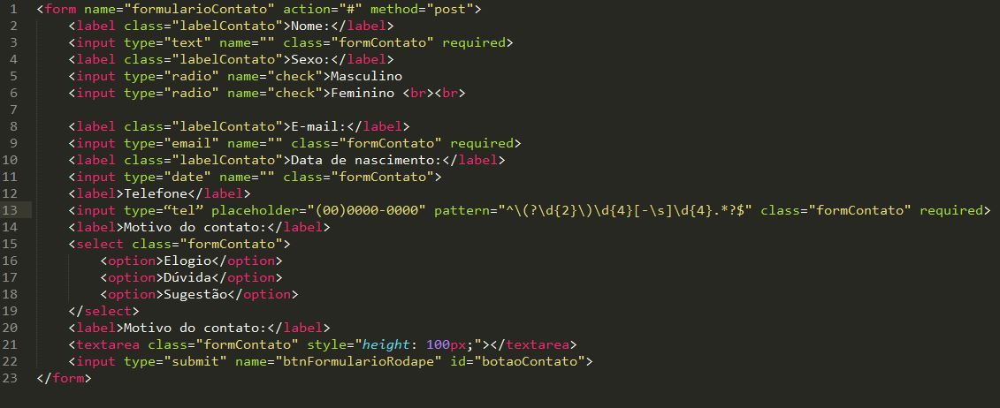 1 <form name="formularioContato" action="#" method="post">
2 <label class="labelContato">Nome:</label>
3 <input type="text" name="" class="formContato" required>
4 <label class="labelContato">Sexo:</label>
5 <input type="radio" name="check">Masculino
6 <input type="radio" name="check">Feminino <br><br>
7
8 <label class="labelContato">E-mail:</label>
9 <input type="email" name="" class="formContato" required>
10 <label class="labelContato">Data de nascimento:</label>
11 <input type="date" name="" class="formContato">
12 <label>Telefone</label>
13 <input type=“tel” placeholder="(00)0000-0000" pattern="^\(?\d{2}\)\d{4}[-\s]\d{4}.*?$" class="formContato" required>
14 <label>Motivo do contato:</label>
15 <select class="formContato">
16 <option>Elogio</option>
17 <option>Dúvida</option>
18 <option>Sugestão</option>
19 </select>
20 <label>Motivo do contato:</label>
21 <textarea class="formContato" style="height: 100px;"></textarea>
22 <input type="submit" name="btnFormularioRodape" id="botaoContato">
23 </form>